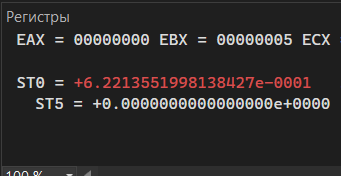 Регистры
EAX = 00000000 EBX = 00000005 ECX
ST0 = +6.2213551998138427e-0001
ST5 = +0.0000000000000000e+0000
100 %